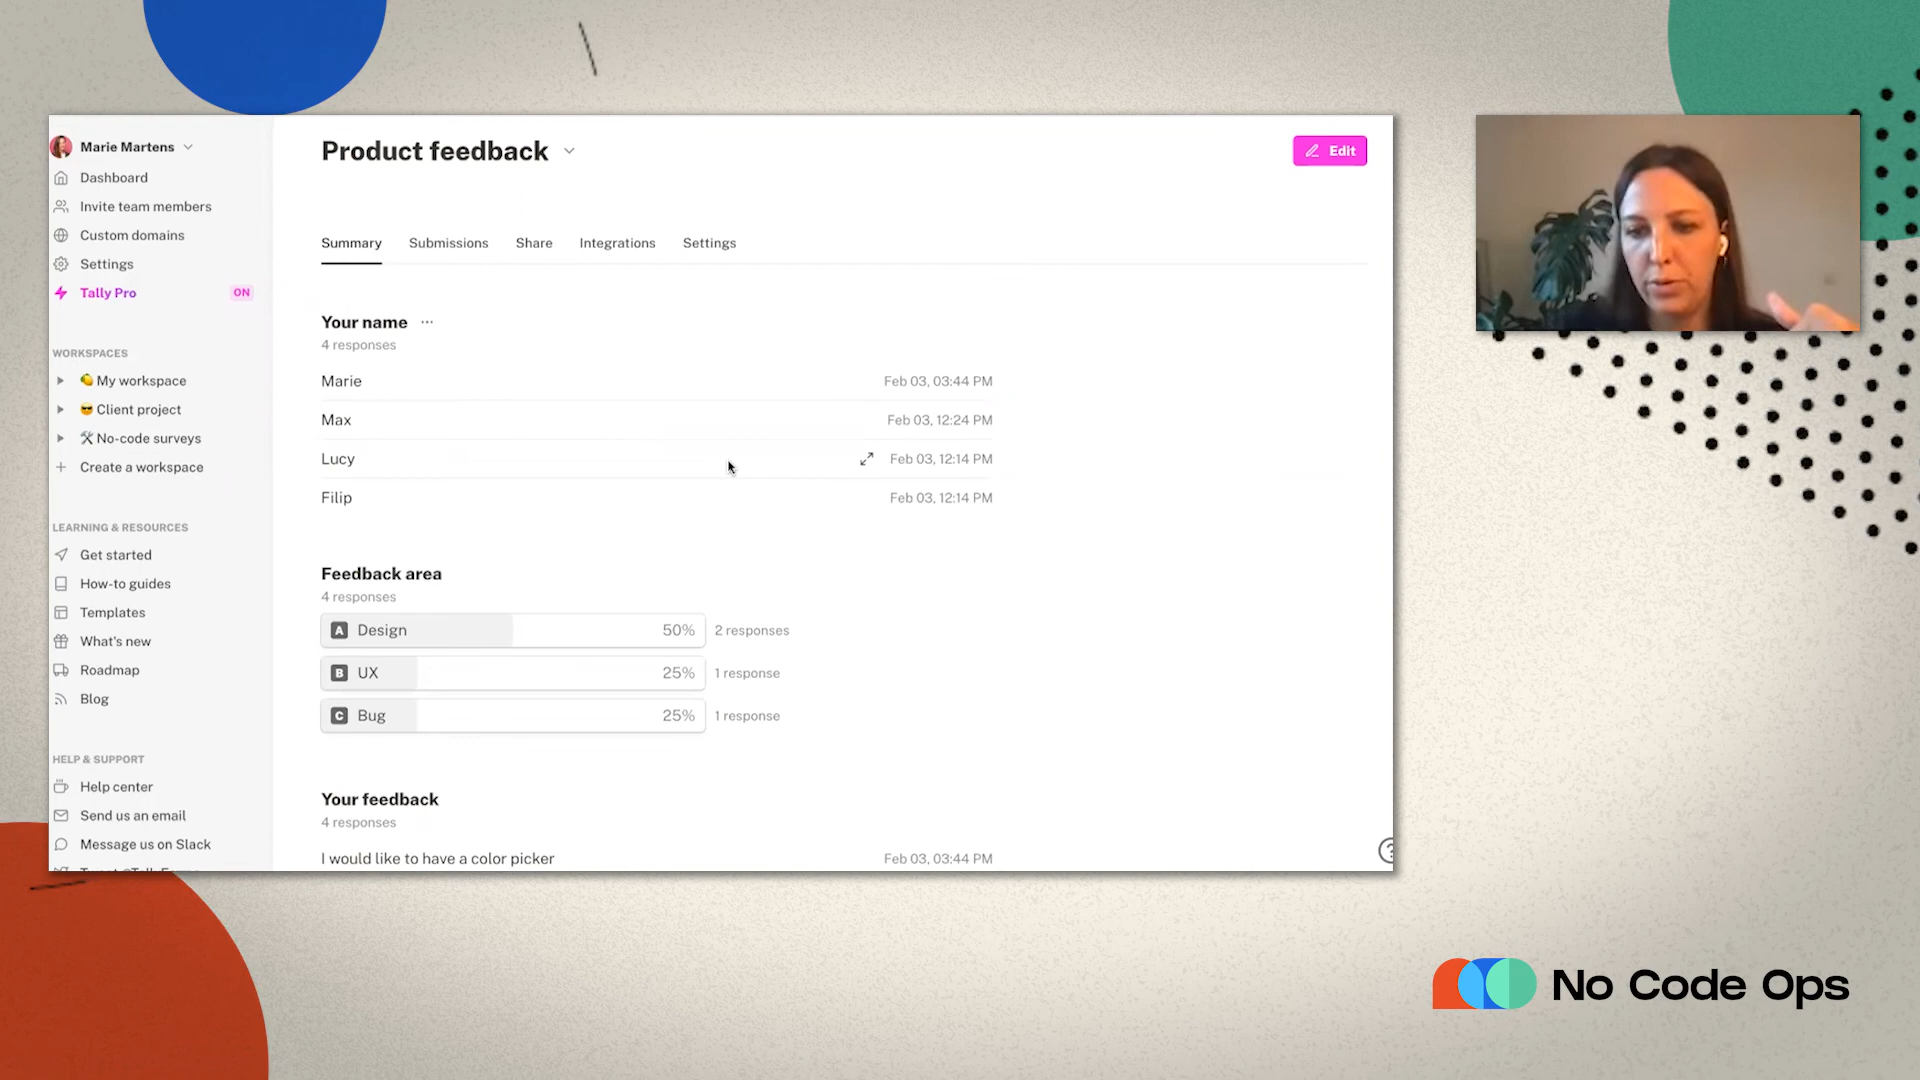 Marie Martens
Dashboard
Invite team members
Custom domains
Settings
Tally Pro
ON
WORKSPACES
My workspace
Client project
No-code surveys
Create a workspace
LEARNING & RESOURCES
Get started
How-to guides
Templates
What's new
Roadmap
Blog
HELP & SUPPORT
Help center
Send us an email
Message us on Slack
Product feedback
Edit
Summary
Submissions
Share
Integrations
Settings
Your name
4 responses
Marie Feb 03, 03:44 PM
Max Feb 03, 12:24 PM
Lucy Feb 03, 12:14 PM
Filip Feb 03, 12:14 PM
Feedback area
4 responses
A Design 50% 2 responses
B UX 25% 1 response
C Bug 25% 1 response
Your feedback
4 responses
I would like to have a color picker Feb 03, 03:44 PM
?
No Code Ops